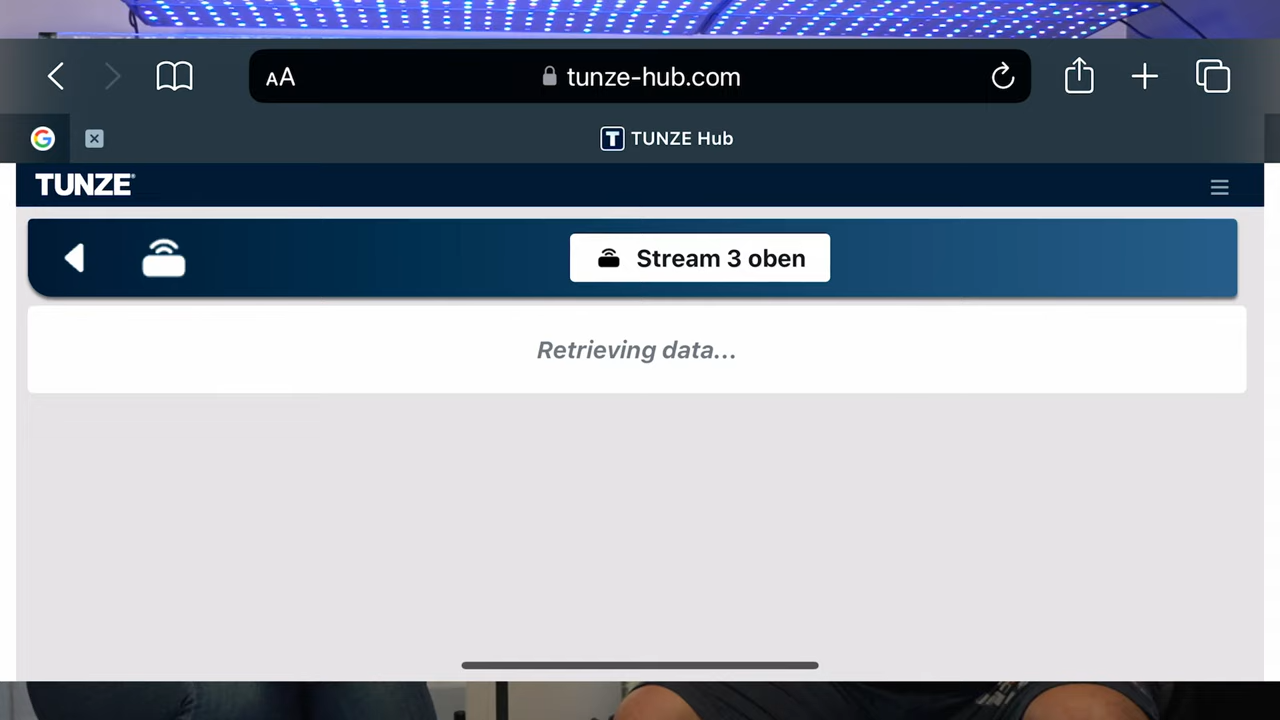 AA
tunze-hub.com
TUNZE Hub
TUNZE®
Stream 3 oben
Retrieving data...